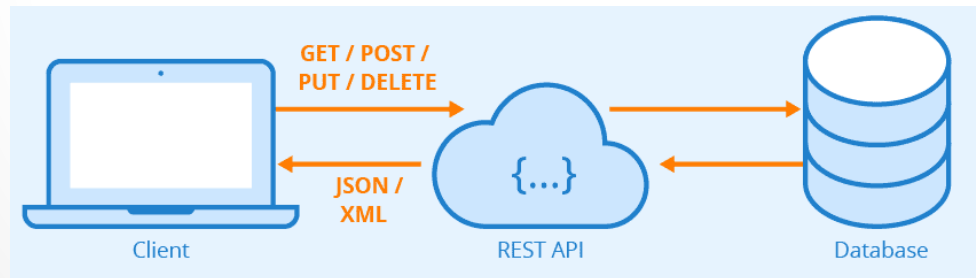 GET / POST /
PUT / DELETE
{...}
JSON /
XML
Client
REST API
Database